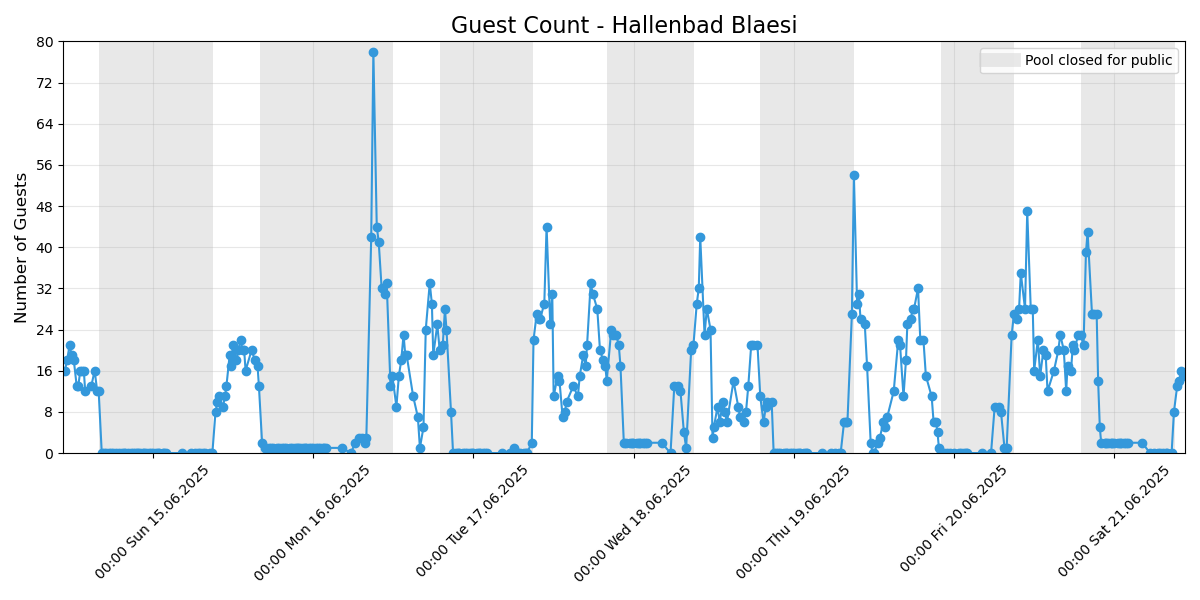 Guest Count - Hallenbad Blaesi
Pool closed for public
Number of Guests
80
72
64
56
48
40
32
24
16
8
0
00:00 Sun 15.06.2025
00:00 Mon 16.06.2025
00:00 Tue 17.06.2025
00:00 Wed 18.06.2025
00:00 Thu 19.06.2025
00:00 Fri 20.06.2025
00:00 Sat 21.06.2025